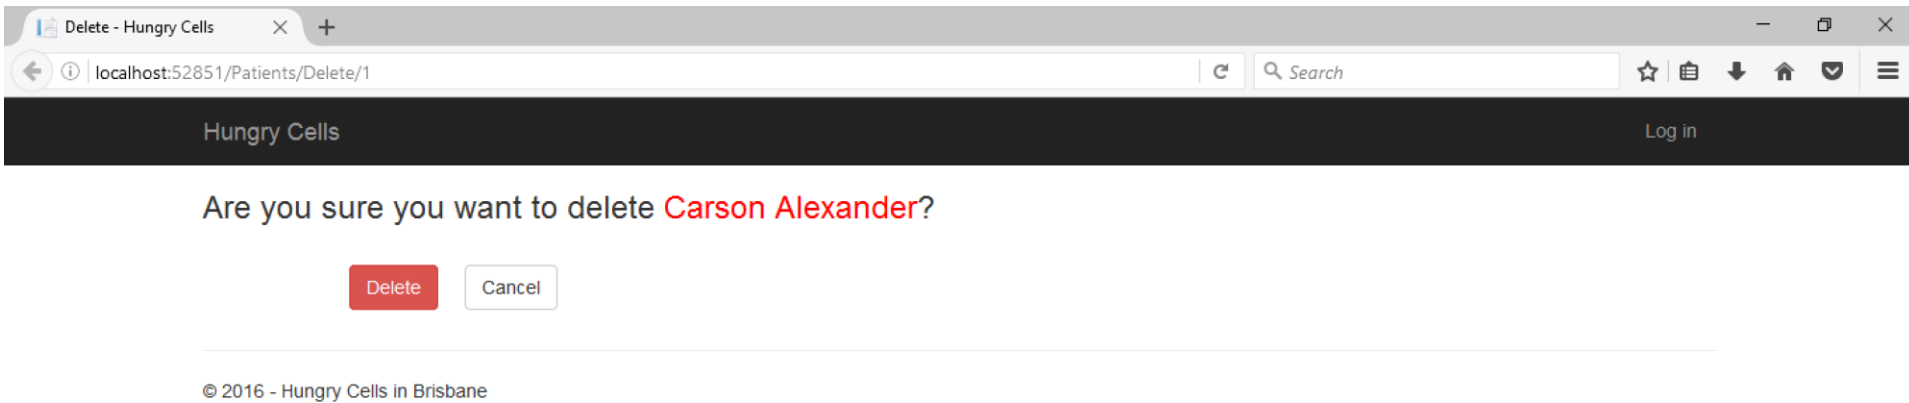 Delete - Hungry Cells
localhost:52851/Patients/Delete/1
Search
Hungry Cells
Log in
Are you sure you want to delete Carson Alexander?
Delete
Cancel
© 2016 - Hungry Cells in Brisbane